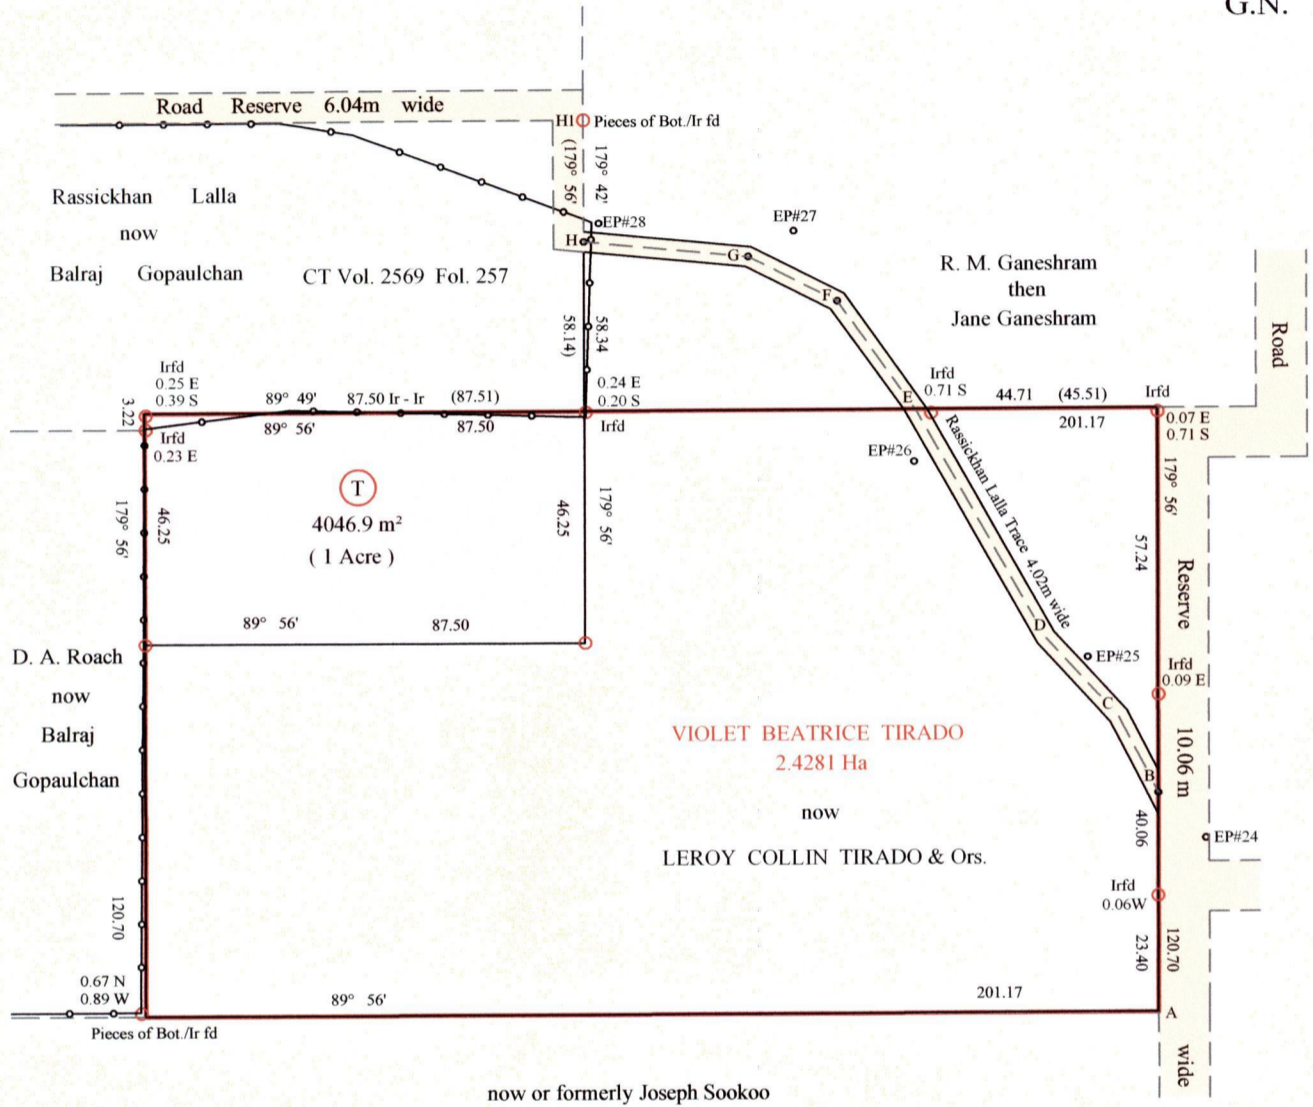 G.N.
Road Reserve 6.04m wide
H1
Pieces of Bot./Ir fd
(179° 56'
179° 42'
Rassickhan Lalla
now
Balraj Gopaulchan
CT Vol. 2569 Fol. 257
EP#28
EP#27
H
G
F
R. M. Ganeshram
then
Jane Ganeshram
Road
58.14)
58.34
Irfd
0.25 E
0.39 S
3.22
89° 49' 87.50 Ir - Ir (87.51)
0.24 E
0.20 S
Irfd
0.71 S
E
44.71 (45.51)
Irfd
89° 56' 87.50
Irfd
201.17
0.07 E
0.71 S
Irfd
0.23 E
EP#26
Rassickhan Lalla Trace 4.02m wide
T
4046.9 m²
( 1 Acre )
179° 56'
46.25
46.25
179° 56'
179° 56'
57.24
Reserve
89° 56' 87.50
D
EP#25
D. A. Roach
now
Balraj
Gopaulchan
Irfd
0.09 E
C
VIOLET BEATRICE TIRADO
2.4281 Ha
now
LEROY COLLIN TIRADO & Ors.
10.06 m
B
40.06
EP#24
Irfd
0.06W
120.70
23.40
120.70
0.67 N
0.89 W
89° 56'
201.17
A
Pieces of Bot./Ir fd
wide
now or formerly Joseph Sookoo